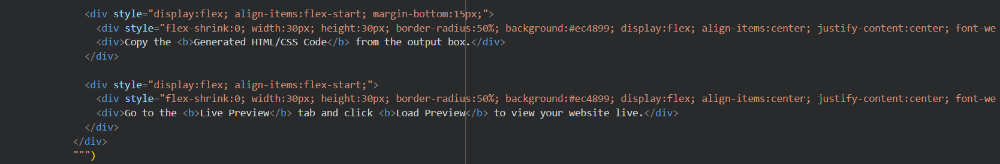 <div style="display:flex; align-items:flex-start; margin-bottom:15px;">
<div style="flex-shrink:0; width:30px; height:30px; border-radius:50%; background:#ec4899; display:flex; align-items:center; justify-content:center; font-we
<div>Copy the <b>Generated HTML/CSS Code</b> from the output box.</div>
</div>
<div style="display:flex; align-items:flex-start;">
<div style="flex-shrink:0; width:30px; height:30px; border-radius:50%; background:#ec4899; display:flex; align-items:center; justify-content:center; font-we
<div>Go to the <b>Live Preview</b> tab and click <b>Load Preview</b> to view your website live.</div>
</div>
</div>
""")